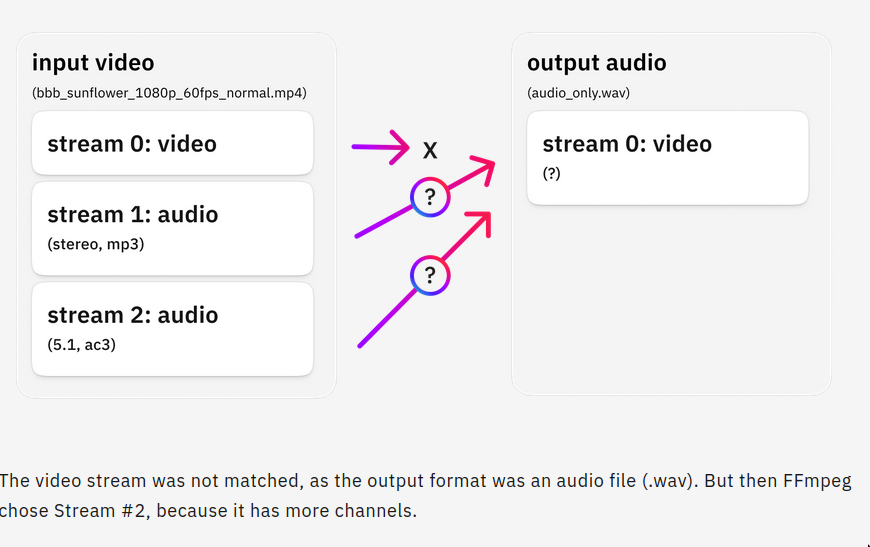 input video
(bbb_sunflower_1080p_60fps_normal.mp4)
stream 0: video
stream 1: audio
(stereo, mp3)
stream 2: audio
(5.1, ac3)
X
?
?
output audio
(audio_only.wav)
stream 0: video
(?)
The video stream was not matched, as the output format was an audio file (.wav). But then FFmpeg
chose Stream #2, because it has more channels.